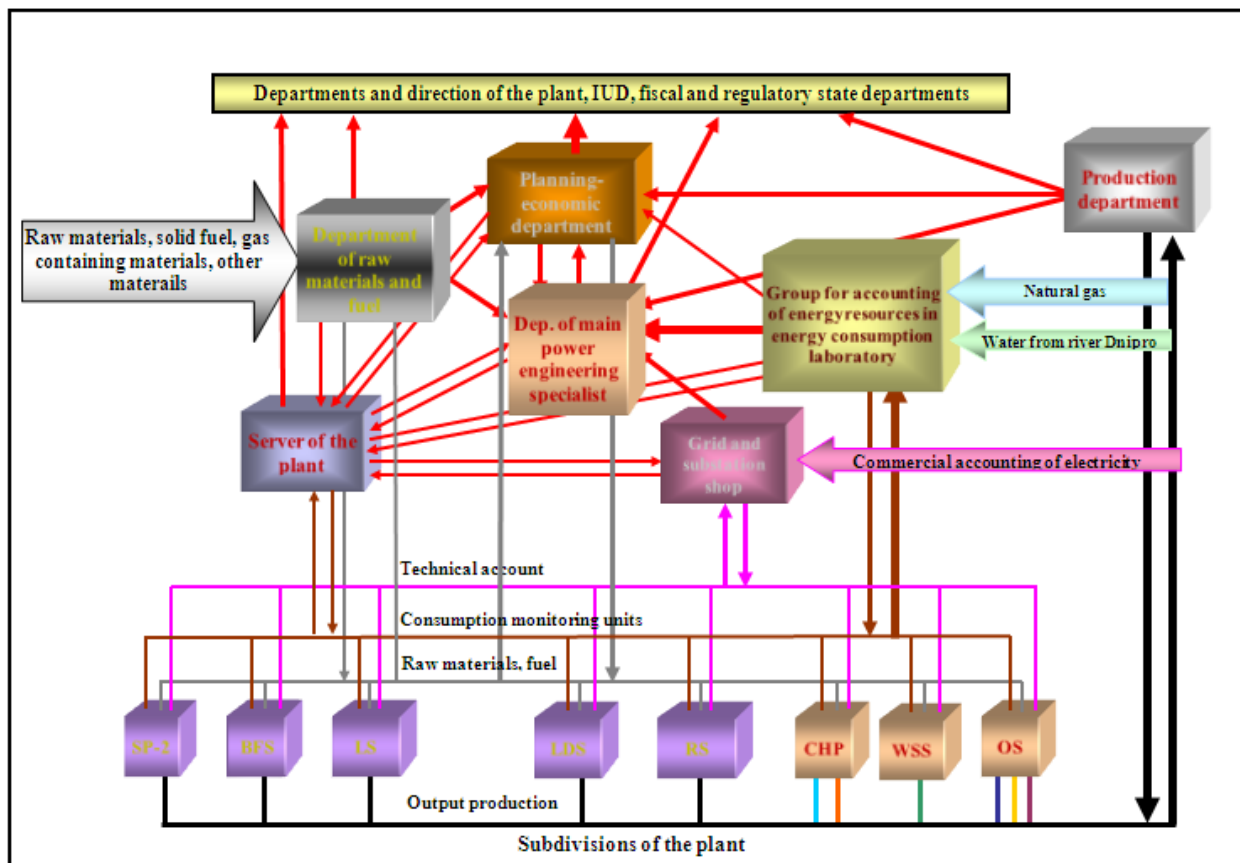 Departments and direction of the plant, IUD, fiscal and regulatory state departments
Planning-
economic
department
Production
department
Raw materials, solid fuel, gas
containing materials, other
materails
Department
of raw
materials and
fuel
Group for accounting
of energy resources in
energy consumption
laboratory
Natural gas
Water from river Dnipro
Dep. of main
power
engineering
specialist
Server of the
plant
Grid and
substation
shop
Commercial accounting of electricity
Technical account
Consumption monitoring units
Raw materials, fuel
SP-2
BFS
LS
LDS
RS
CHP
WSS
OS
Output production
Subdivisions of the plant